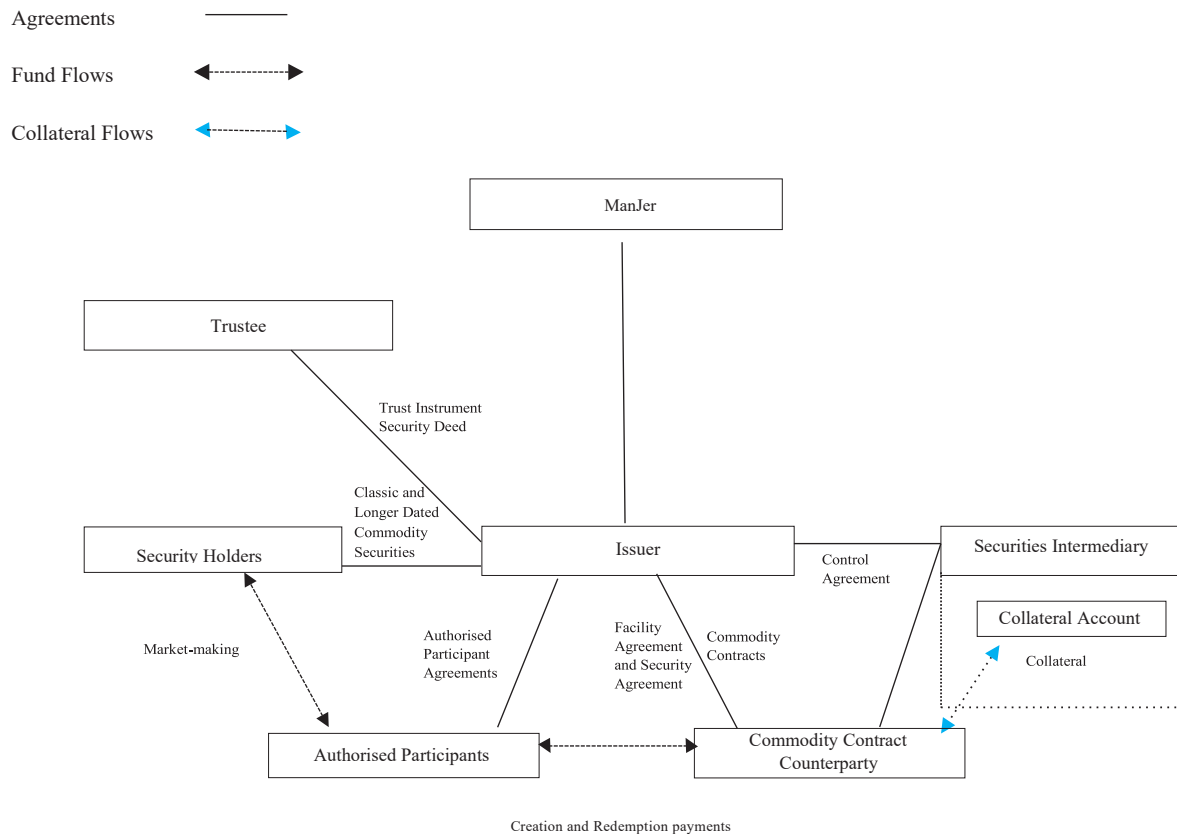 Agreements
Fund Flows
Collateral Flows
ManJer
Trustee
Trust Instrument
Security Deed
Classic and
Longer Dated
Commodity
Securities
Security Holders
Issuer
Control
Agreement
Securities Intermediary
Collateral Account
Collateral
Market-making
Authorised
Participant
Agreements
Facility
Agreement
and Security
Agreement
Commodity
Contracts
Authorised Participants
Commodity Contract
Counterparty
Creation and Redemption payments